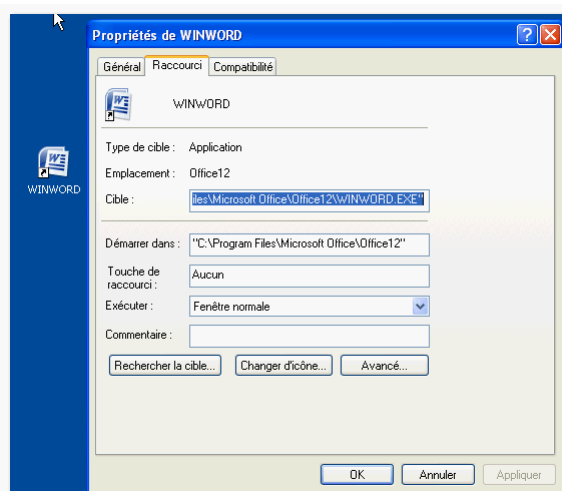 Propriétés de WINWORD
Général Raccourci Compatibilité
WINWORD
Type de cible : Application
Emplacement : Office12
Cible : iles\Microsoft Office\Office12\WINWORD.EXE"
WINWORD
Démarrer dans : "C:\Program Files\Microsoft Office\Office12"
Touche de
raccourci : Aucun
Exécuter : Fenêtre normale
Commentaire :
Rechercher la cible... Changer d'icône... Avancé...
OK Annuler Appliquer